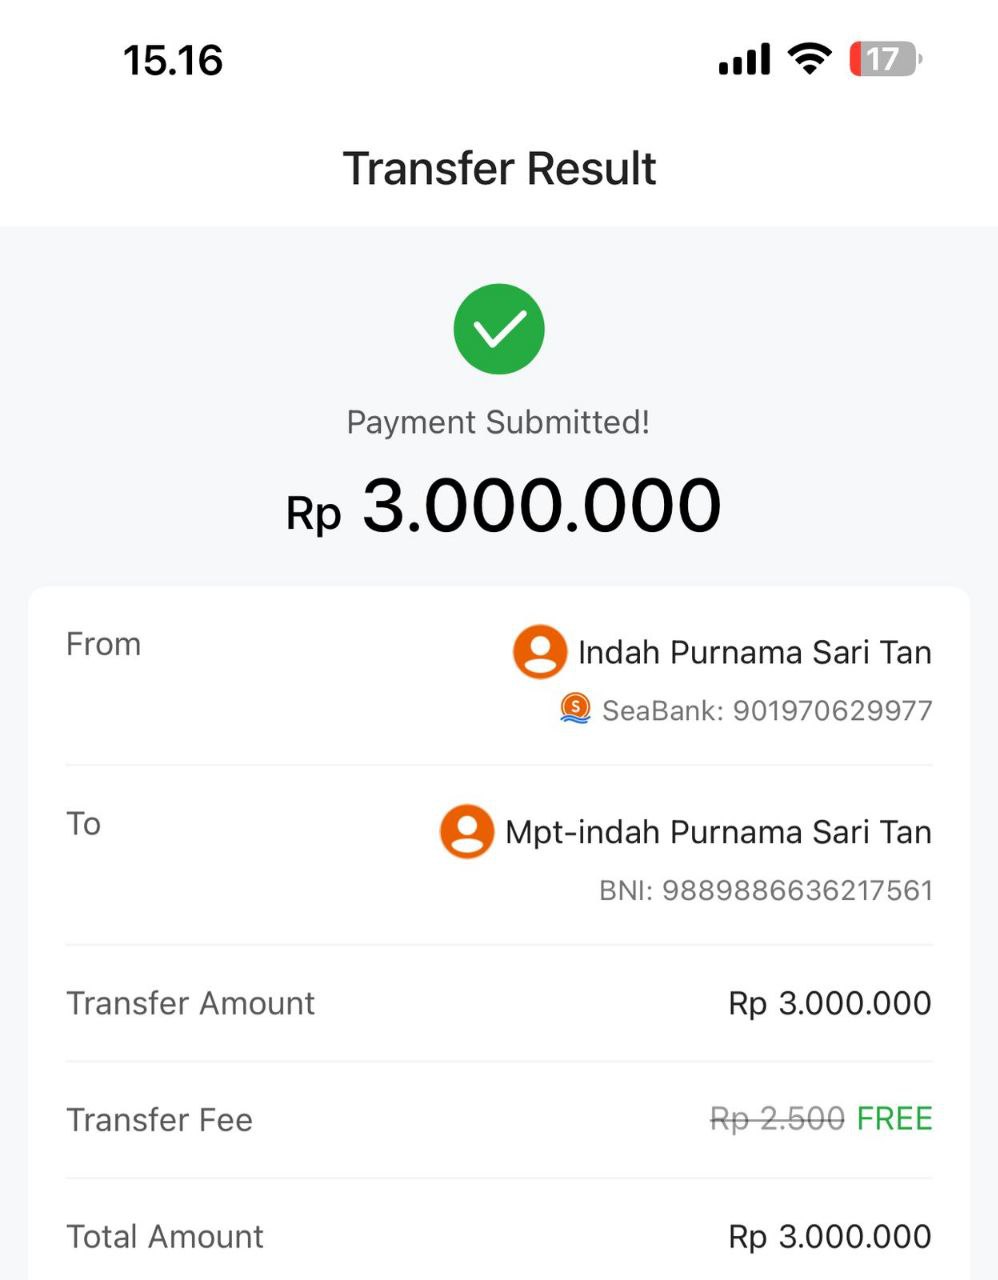 15.16
17
Transfer Result
Payment Submitted!
Rp 3.000.000
From
Indah Purnama Sari Tan
S
SeaBank: 901970629977
To
Mpt-indah Purnama Sari Tan
BNI: 9889886636217561
Transfer Amount
Rp 3.000.000
Transfer Fee
Rp 2.500 FREE
Total Amount
Rp 3.000.000